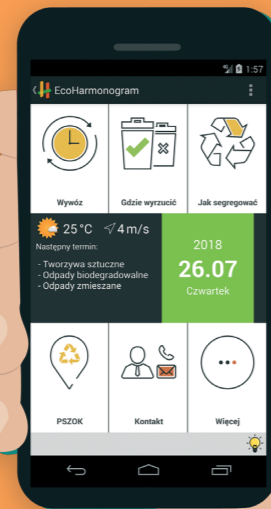 1:57
EcoHarmonogram
Wywóz
Gdzie wyrzucić
Jak segregować
25 °C 4 m/s
Następny termin:
- Tworzywa sztuczne
- Odpady biodegradowalne
- Odpady zmieszane
2018
26.07
Czwartek
PSZOK
Kontakt
Więcej